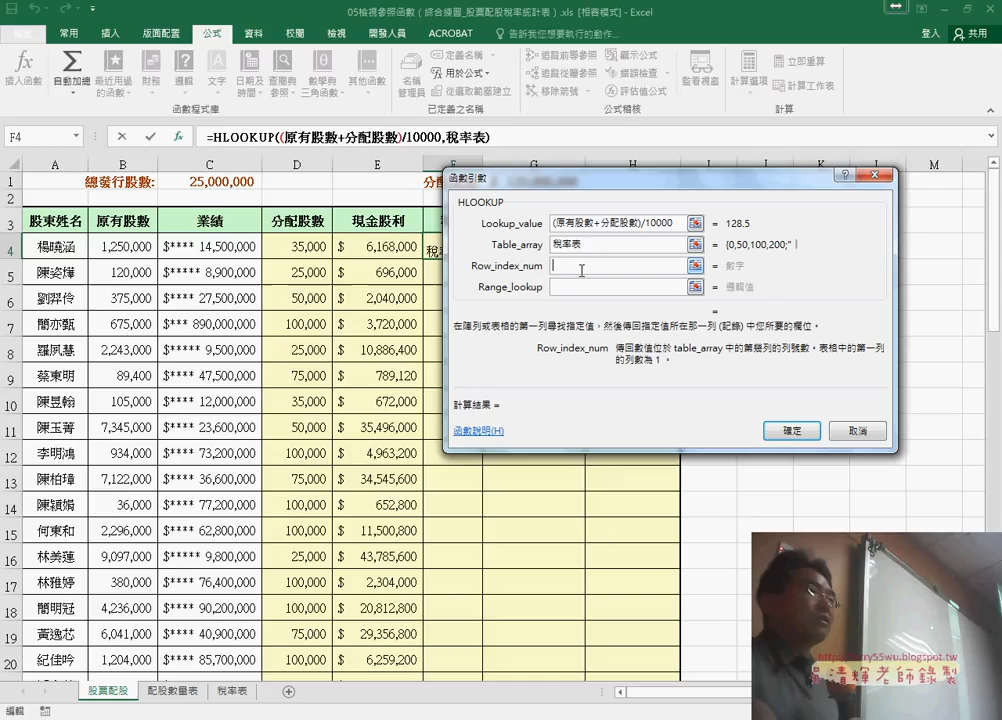 05檢視參照函數(綜合練習_股票配股稅率統計表).xls [相容模式] - Excel
常用 插入 版面配置 公式 資料 校閱 檢視 開發人員 ACROBAT 告訴我您想要執行的動作... 登入 共用
插入函數 自動加總 最近用過的函數 財務 邏輯 文字 日期及時間 查閱與參照 數學與三角函數 其他函數 名稱管理員 定義名稱 用於公式 從選取範圍建立 追蹤前導參照 追蹤從屬參照 移除箭號 顯示公式 錯誤檢查 評估值公式 監看視窗 計算選項 立即重算 計算工作表
函數程式庫 已定義之名稱 公式稽核 計算
F4 fx =HLOOKUP((原有股數+分配股數)/10000,稅率表)
A B C D E F G H M
1 總發行股數: 25,000,000
2
3 股東姓名 原有股數 業績 分配股數 現金股利
4 楊曉涵 1,250,000 $**** 14,500,000 35,000 $ 6,168,000
5 陳姿燁 120,000 $***** 8,900,000 25,000 $ 696,000
6 劉羿伶 375,000 $**** 27,500,000 50,000 $ 2,040,000
7 簡亦甄 675,000 $*** 890,000,000 100,000 $ 3,720,000
8 羅夙慧 2,243,000 $***** 9,500,000 25,000 $ 10,886,400
9 蔡東明 89,400 $**** 47,500,000 75,000 $ 789,120
10 陳昱翰 105,000 $**** 12,000,000 35,000 $ 672,000
11 陳玉菁 7,345,000 $**** 23,600,000 50,000 $ 35,496,000
12 李明鴻 934,000 $**** 73,200,000 100,000 $ 4,963,200
13 陳柏瑋 7,122,000 $**** 36,600,000 75,000 $ 34,545,600
14 陳穎娟 36,000 $**** 77,200,000 100,000 $ 652,800
15 何東和 2,296,000 $**** 62,800,000 100,000 $ 11,500,800
16 林美蓮 9,097,000 $***** 9,800,000 25,000 $ 43,785,600
17 林雅婷 380,000 $**** 76,400,000 100,000 $ 2,304,000
18 簡明冠 4,236,000 $**** 90,200,000 100,000 $ 20,812,800
19 黃逸芯 6,041,000 $**** 40,900,000 75,000 $ 29,356,800
20 紀佳吟 1,204,000 $**** 85,700,000 100,000 $ 6,259,200
函數引數
HLOOKUP
Lookup_value (原有股數+分配股數)/10000 = 128.5
Table_array 稅率表 = {0,50,100,200;"
Row_index_num = 數字
Range_lookup = 邏輯值
=
在陣列或表格的第一列尋找指定值,然後傳回指定值所在那一列(記錄)中您所要的欄位。
Row_index_num 傳回數值位於 table_array 中的第幾列的列號數。表格中的第一列
的列數為 1 。
計算結果 =
函數說明(H) 確定 取消
股票配股 配股數量表 稅率表
編輯
吳清輝老師錄製